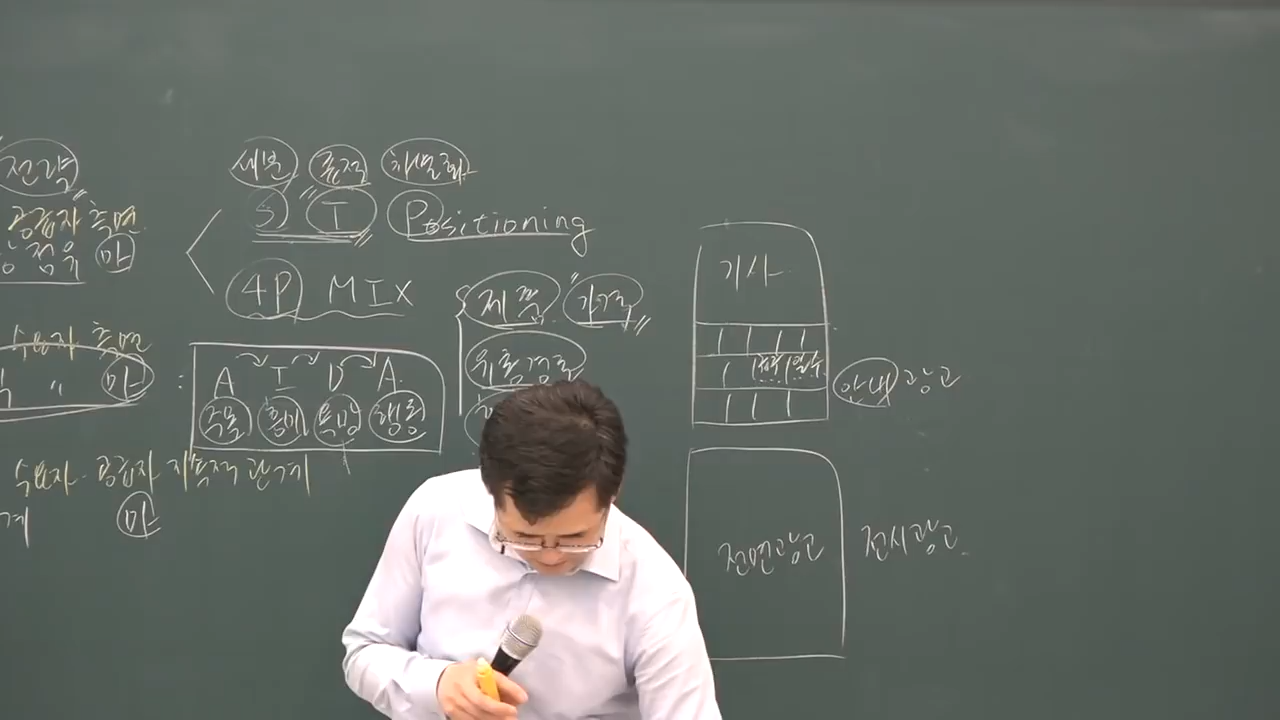 전략
공급자 측면
점유 마
수요자 측면
〃 마
수요자·공급자 지속적 관계
계 마
세분 표적 차별화
S T Positioning
4P MIX
제품 가격
유통경로
A I D A
주목 흥미 욕망 행동
기사
안내 광고
전면광고
전시광고